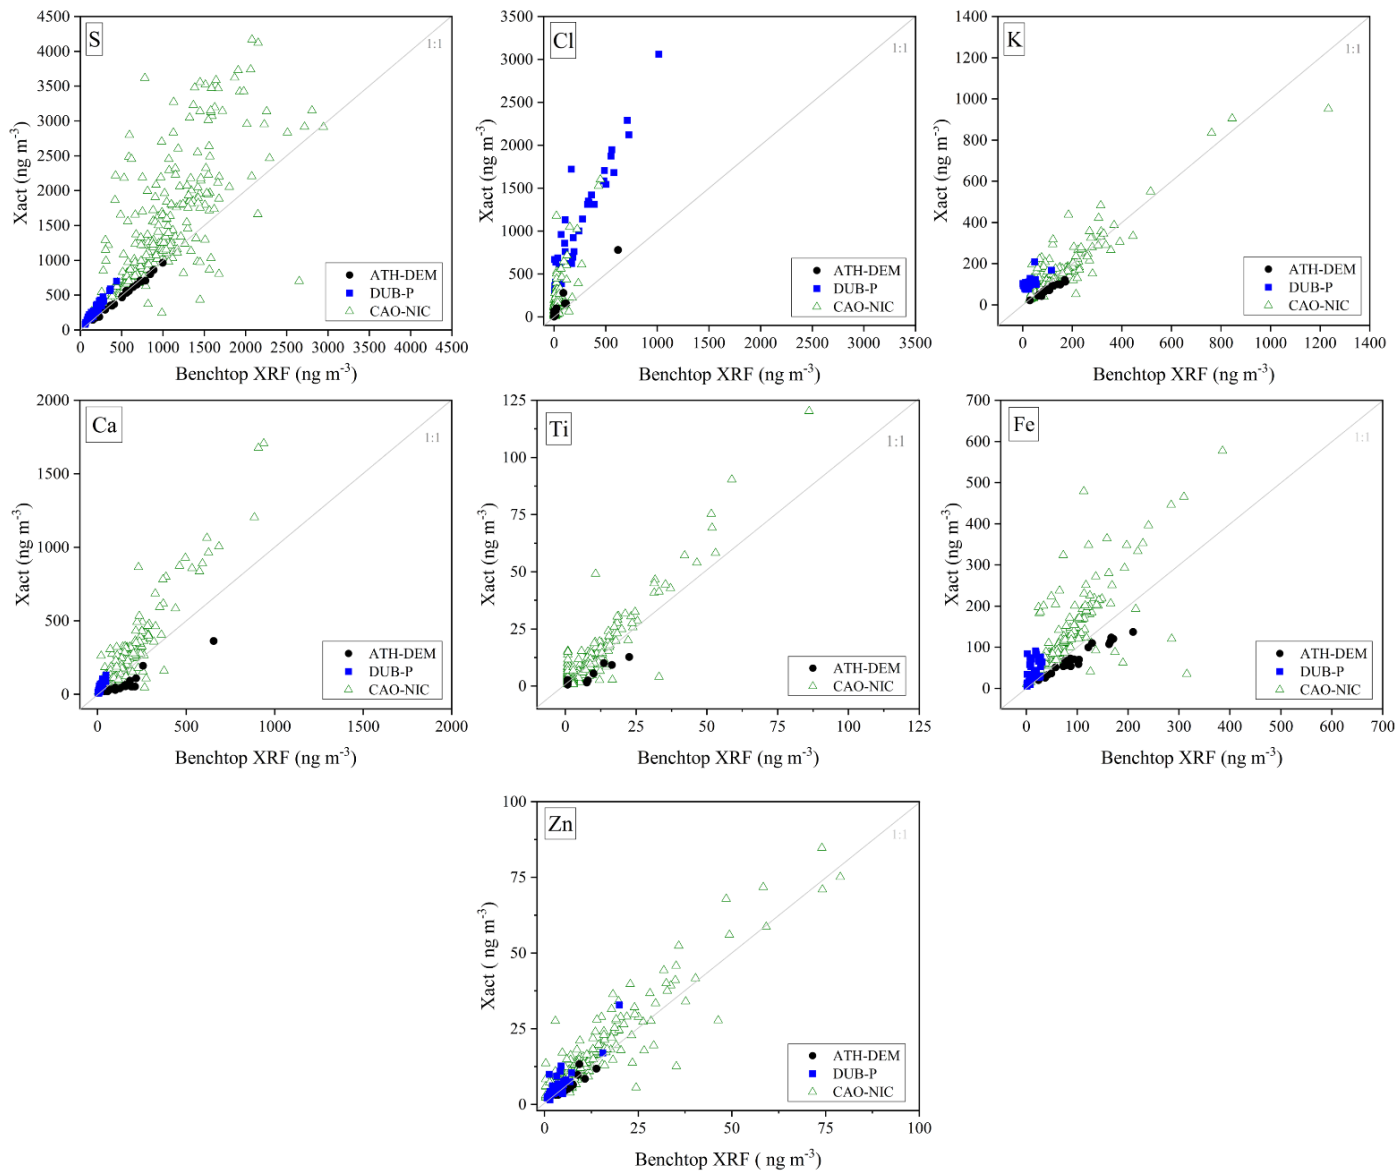 S
1:1
Xact (ng m-3)
4500
4000
3500
3000
2500
2000
1500
1000
500
0
ATH-DEM
DUB-P
CAO-NIC
0 500 1000 1500 2000 2500 3000 3500 4000 4500
Benchtop XRF (ng m-3)
Cl
1:1
Xact (ng m-3)
3500
3000
2500
2000
1500
1000
500
0
ATH-DEM
DUB-P
CAO-NIC
0 500 1000 1500 2000 2500 3000 3500
Benchtop XRF (ng m-3)
K
1:1
Xact (ng m-3)
1400
1200
1000
800
600
400
200
0
ATH-DEM
DUB-P
CAO-NIC
0 200 400 600 800 1000 1200 1400
Benchtop XRF (ng m-3)
Ca
1:1
Xact (ng m-3)
2000
1500
1000
500
0
ATH-DEM
DUB-P
CAO-NIC
0 500 1000 1500 2000
Benchtop XRF (ng m-3)
Ti
1:1
Xact (ng m-3)
125
100
75
50
25
0
ATH-DEM
CAO-NIC
0 25 50 75 100 125
Benchtop XRF (ng m-3)
Fe
1:1
Xact (ng m-3)
700
600
500
400
300
200
100
0
ATH-DEM
DUB-P
CAO-NIC
0 100 200 300 400 500 600 700
Benchtop XRF (ng m-3)
Zn
1:1
Xact ( ng m-3)
100
75
50
25
0
ATH-DEM
DUB-P
CAO-NIC
0 25 50 75 100
Benchtop XRF ( ng m-3)